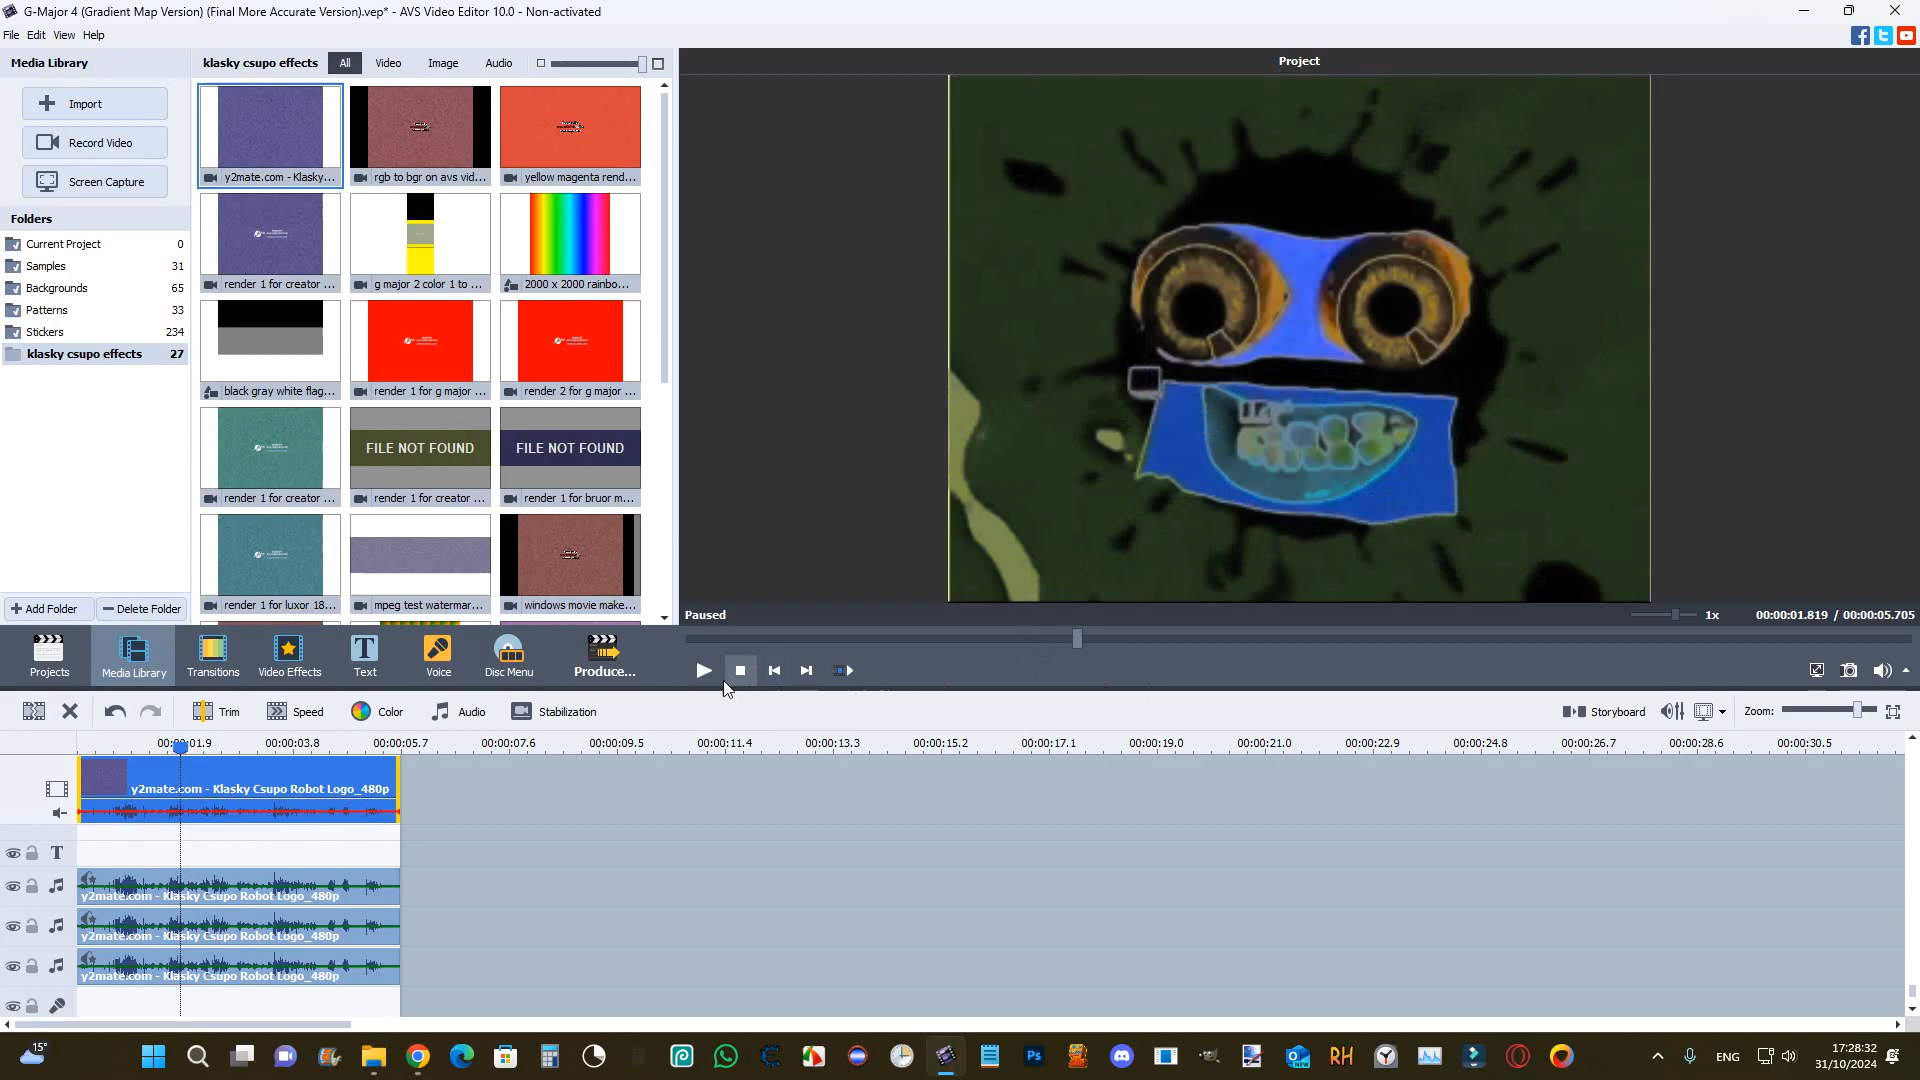 G-Major 4 (Gradient Map Version) (Final More Accurate Version).vep* - AVS Video Editor 10.0 - Non-activated
File Edit View Help
Media Library
klasky csupo effects All Video Image Audio
Project
Import
Record Video
Screen Capture
y2mate.com - Klasky...
rgb to bgr on avs vid...
yellow magenta rend...
Folders
Current Project 0
Samples 31
Backgrounds 65
Patterns 33
Stickers 234
klasky csupo effects 27
render 1 for creator ...
g major 2 color 1 to ...
2000 x 2000 rainbo...
black gray white flag...
render 1 for g major ...
render 2 for g major ...
FILE NOT FOUND
FILE NOT FOUND
render 1 for creator ...
render 1 for creator ...
render 1 for bruor m...
render 1 for luxor 18...
mpeg test watermar...
windows movie make...
Add Folder Delete Folder
Paused 1x 00:00:01.819 / 00:00:05.705
Projects Media Library Transitions Video Effects Text Voice Disc Menu Produce...
Trim Speed Color Audio Stabilization Storyboard Zoom:
00:00:01.9 00:00:03.8 00:00:05.7 00:00:07.6 00:00:09.5 00:00:11.4 00:00:13.3 00:00:15.2 00:00:17.1 00:00:19.0 00:00:21.0 00:00:22.9 00:00:24.8 00:00:26.7 00:00:28.6 00:00:30.5
y2mate.com - Klasky Csupo Robot Logo_480p
T
y2mate.com - Klasky Csupo Robot Logo_480p
y2mate.com - Klasky Csupo Robot Logo_480p
y2mate.com - Klasky Csupo Robot Logo_480p
15°
Ps
RH
ENG
17:28:32
31/10/2024